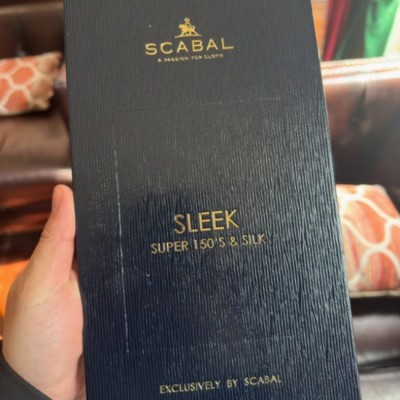 SCABAL
A PASSION FOR CLOTH
SLEEK
SUPER 150'S & SILK
EXCLUSIVELY BY SCABAL